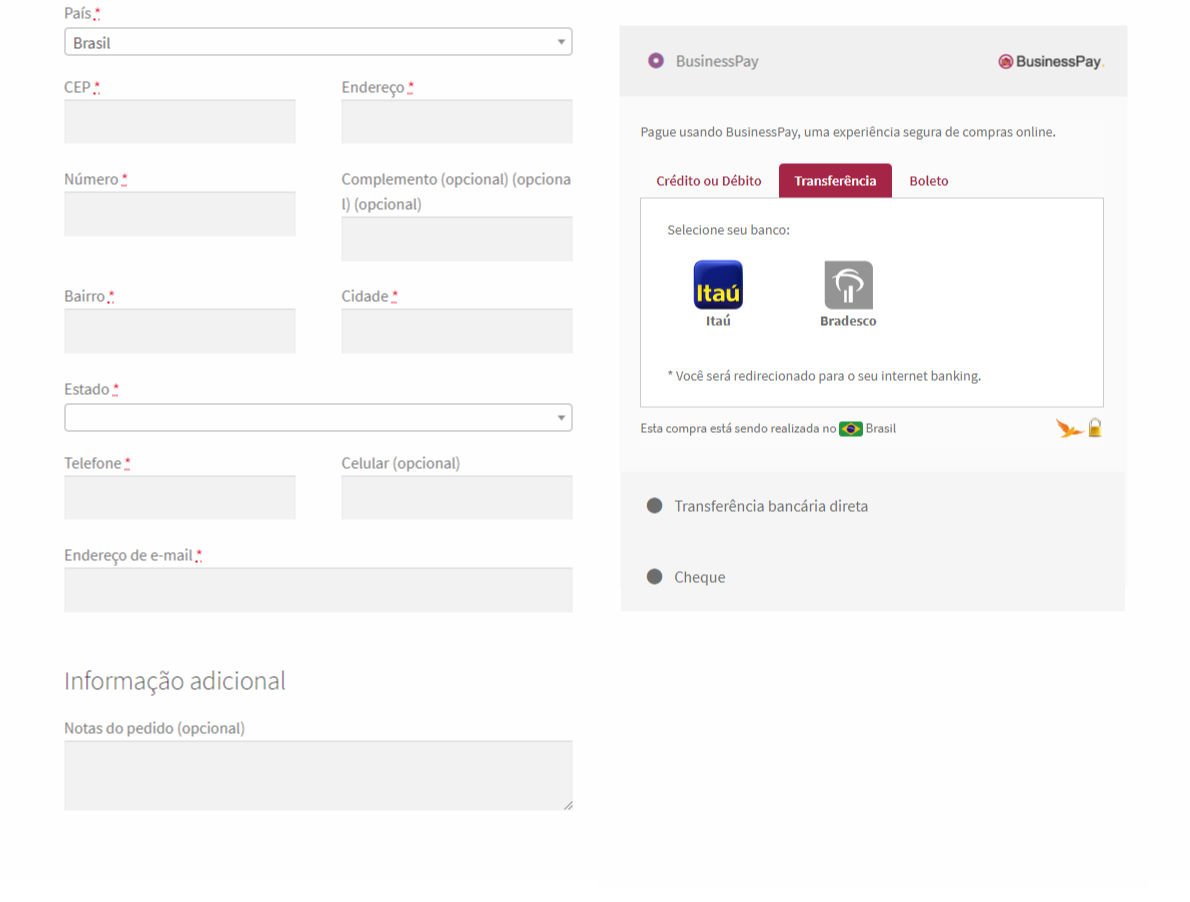 País *
Brasil
CEP *
Endereço *
Número *
Complemento (opcional) (opciona
l) (opcional)
Bairro *
Cidade *
Estado *
Telefone *
Celular (opcional)
Endereço de e-mail *
Informação adicional
Notas do pedido (opcional)
BusinessPay
BusinessPay.
Pague usando BusinessPay, uma experiência segura de compras online.
Crédito ou Débito
Transferência
Boleto
Selecione seu banco:
Itaú
Itaú
Bradesco
* Você será redirecionado para o seu internet banking.
Esta compra está sendo realizada no Brasil
Transferência bancária direta
Cheque